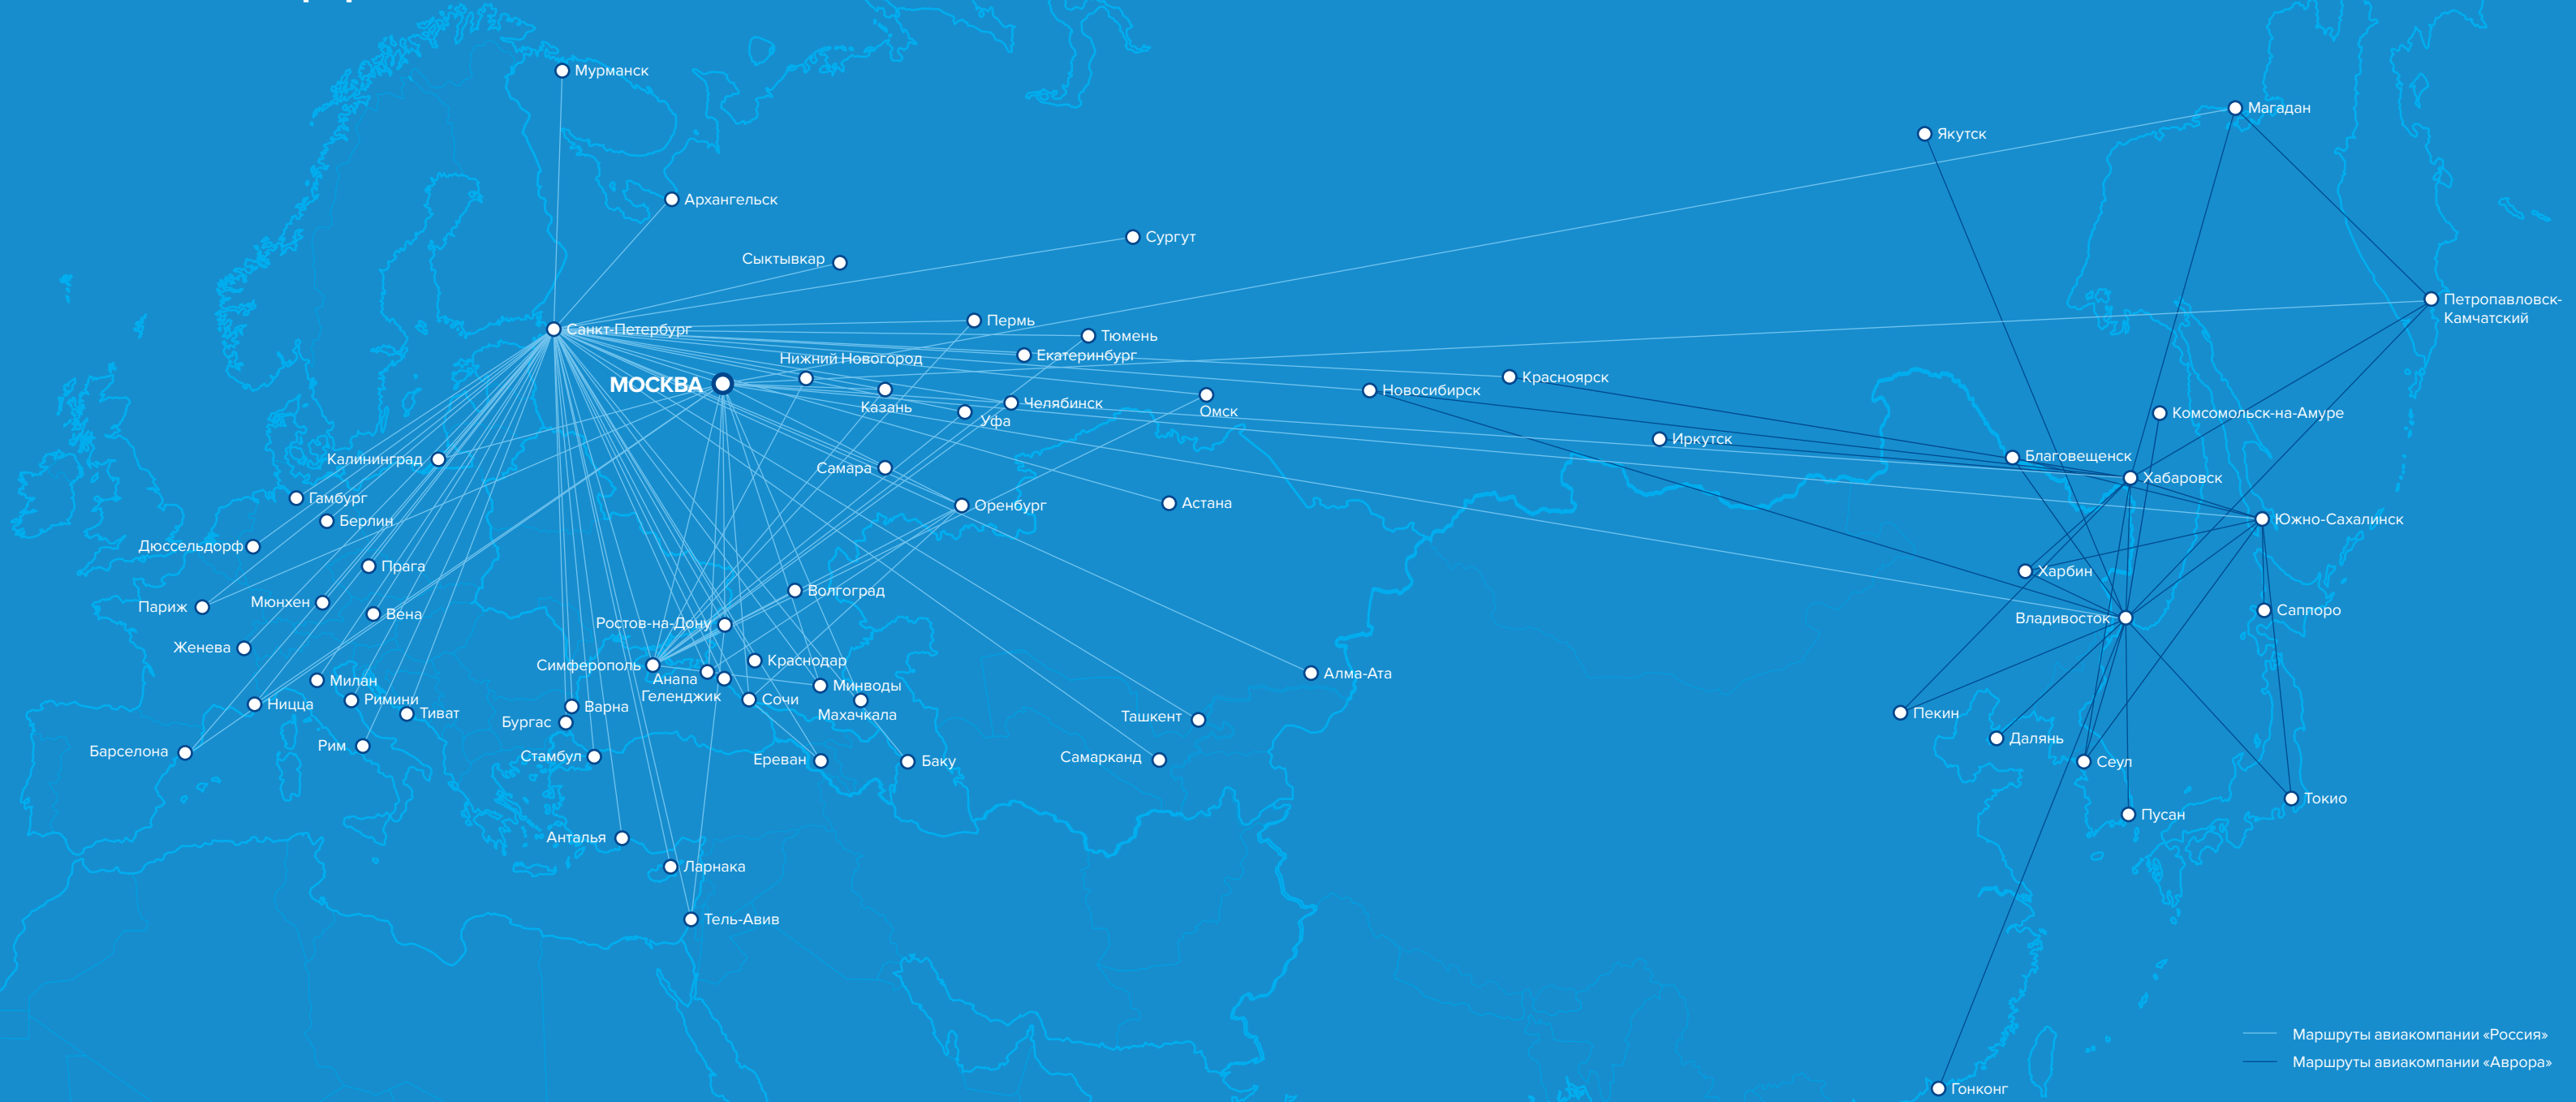 Мурманск
Магадан
Якутск
Архангельск
Сургут
Сыктывкар
Петропавловск-
Камчатский
Пермь
Санкт-Петербург
Тюмень
Екатеринбург
Нижний Новогород
МОСКВА
Красноярск
Новосибирск
Казань
Челябинск
Омск
Уфа
Комсомольск-на-Амуре
Иркутск
Благовещенск
Калининград
Самара
Хабаровск
Гамбург
Астана
Оренбург
Берлин
Южно-Сахалинск
Дюссельдорф
Прага
Харбин
Волгоград
Мюнхен
Париж
Вена
Саппоро
Владивосток
Ростов-на-Дону
Женева
Краснодар
Симферополь
Алма-Ата
Анапа
Милан
Минводы
Геленджик
Сочи
Римини
Ницца
Варна
Тиват
Махачкала
Пекин
Ташкент
Бургас
Далянь
Рим
Барселона
Стамбул
Самарканд
Ереван
Баку
Сеул
Токио
Пусан
Анталья
Ларнака
Тель-Авив
Маршруты авиакомпании «Россия»
Маршруты авиакомпании «Аврора»
Гонконг